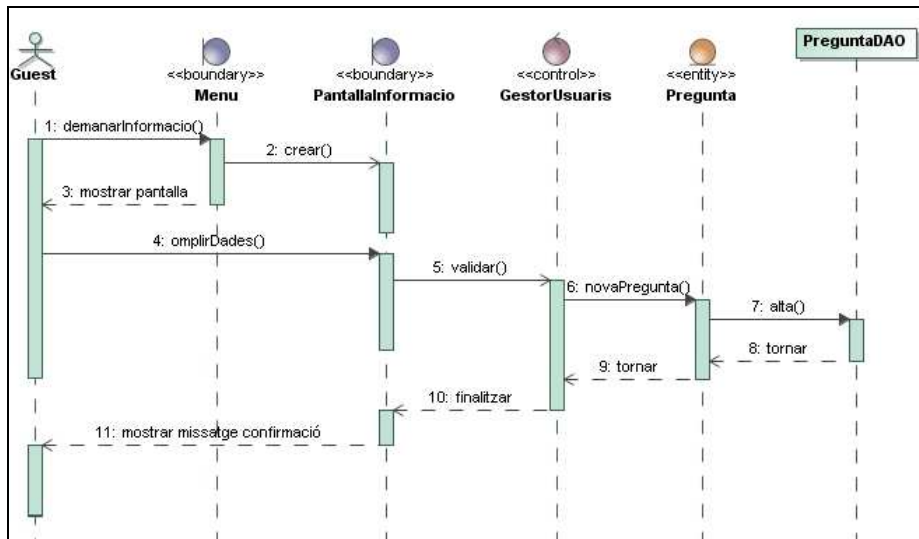 PreguntaDAO
Guest
<<boundary>>
Menu
<<boundary>>
PantallaInformacio
<<control>>
GestorUsuaris
<<entity>>
Pregunta
1: demanarInformacio()
2: crear()
3: mostrar pantalla
4: omplirDades()
5: validar()
6: novaPregunta()
7: alta()
8: tornar
9: tornar
10: finalitzar
11: mostrar missatge confirmació